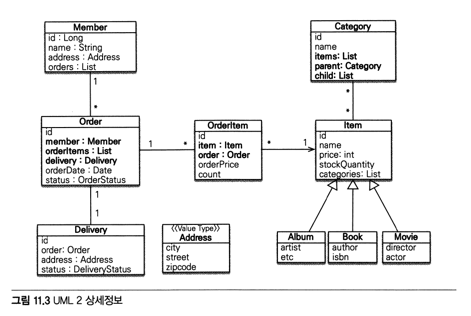 Member
id : Long
name : String
address : Address
orders : List
Category
id
name
items: List
parent: Category
child: List
1
*
*
*
Order
id
member : Member
orderItems : List
delivery : Delivery
orderDate : Date
status : OrderStatus
1
*
OrderItem
id
item : Item
order : Order
orderPrice
count
*
1
Item
id
name
price: int
stockQuantity
categories: List
1
1
Delivery
id
order: Order
address : Address
status : DeliveryStatus
《Value Type》
Address
city
street
zipcode
Album
artist
etc
Book
author
isbn
Movie
director
actor
그림 11.3 UML 2 상세정보